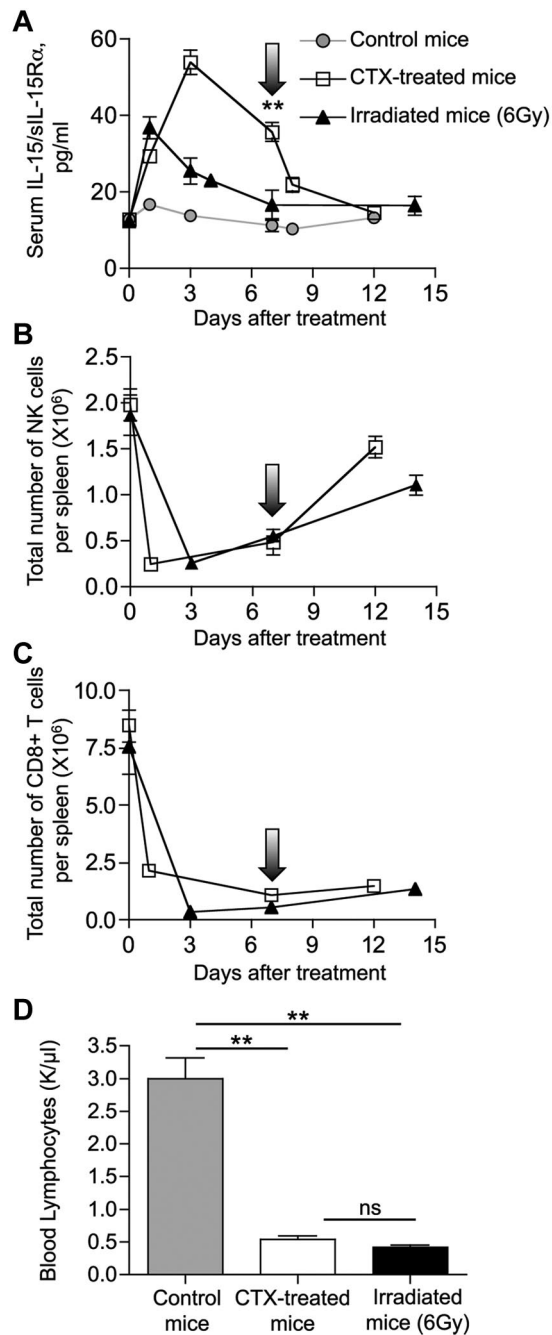 A
Serum IL-15/sIL-15Rα,
pg/ml
60
40
20
0
**
Control mice
CTX-treated mice
Irradiated mice (6Gy)
0 3 6 9 12 15
Days after treatment
B
Total number of NK cells
per spleen (X10⁶)
2.5
2.0
1.5
1.0
0.5
0.0
0 3 6 9 12 15
Days after treatment
C
Total number of CD8+ T cells
per spleen (X10⁶)
10.0
7.5
5.0
2.5
0.0
0 3 6 9 12 15
Days after treatment
D
Blood Lymphocytes (K/µl)
3.5
3.0
2.5
2.0
1.5
1.0
0.5
0.0
**
**
ns
Control
mice
CTX-treated
mice
Irradiated
mice (6Gy)